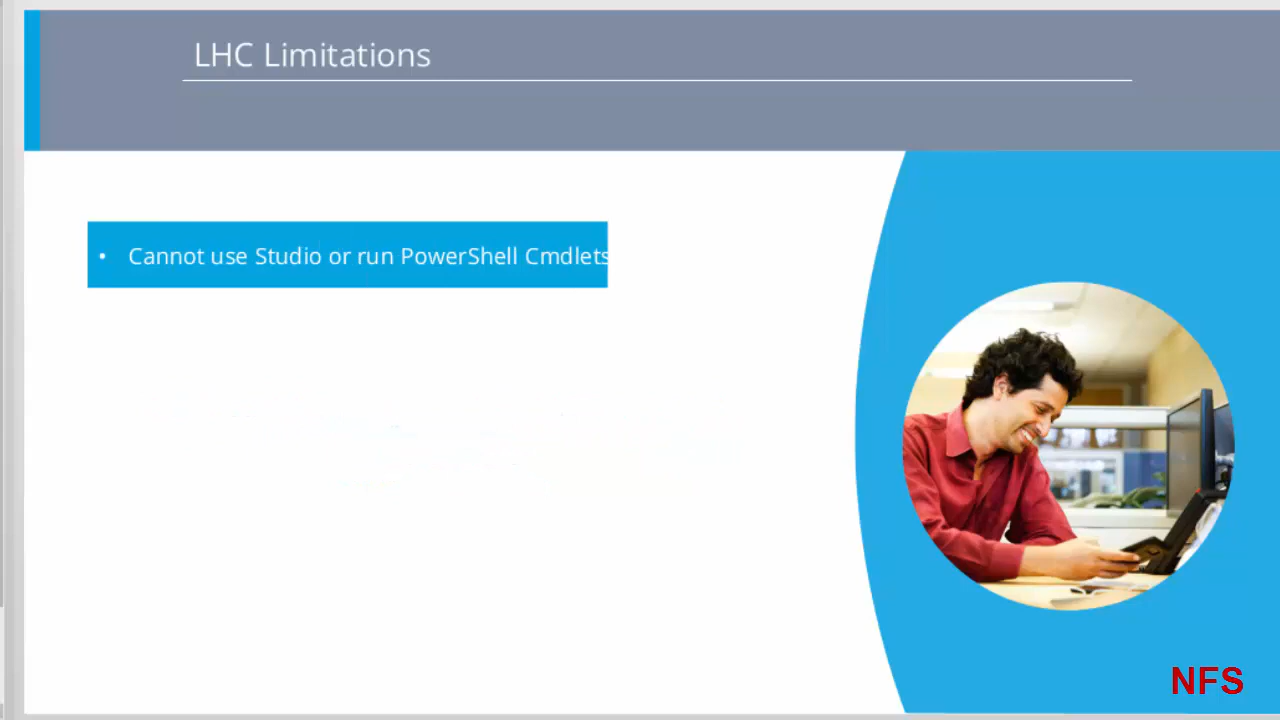 LHC Limitations
• Cannot use Studio or run PowerShell Cmdlets
NFS